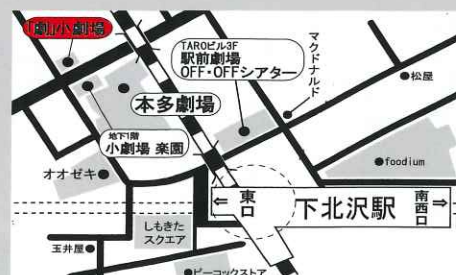 「劇」小劇場
TAROビル3F
駅前劇場
OFF・OFFシアター
マクドナルド
松屋
本多劇場
地下1階
小劇場 楽園
オオゼキ
foodium
⇐ 東口
下北沢駅
南西口 ⇒
しもきた
スクエア
玉井屋
ピーコックストア